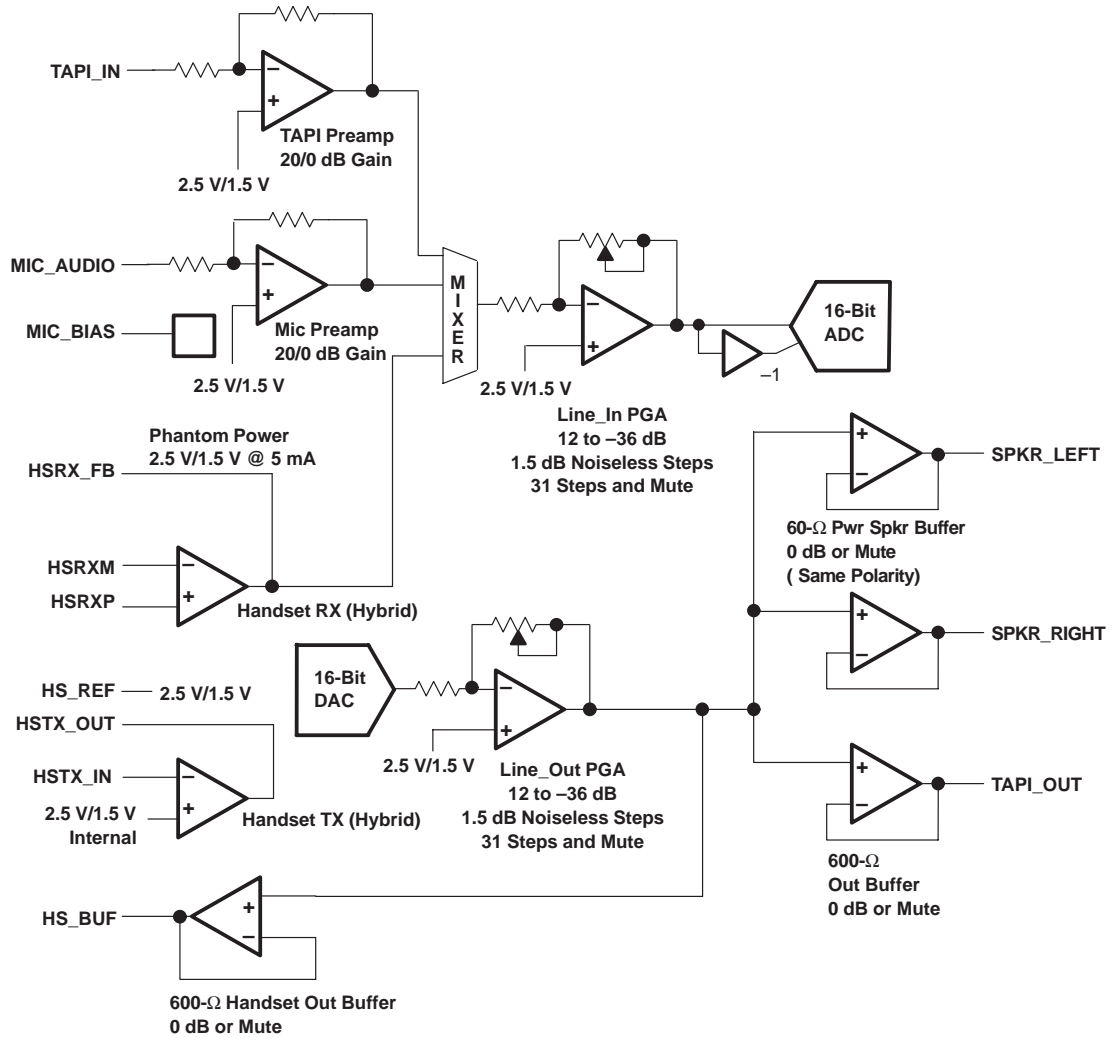 TAPI_IN
−
+
TAPI Preamp
20/0 dB Gain
2.5 V/1.5 V
MIC_AUDIO
−
+
MIC_BIAS
Mic Preamp
20/0 dB Gain
2.5 V/1.5 V
MIXER
−
+
2.5 V/1.5 V
16-Bit
ADC
–1
Line_In PGA
12 to –36 dB
1.5 dB Noiseless Steps
31 Steps and Mute
Phantom Power
2.5 V/1.5 V @ 5 mA
HSRX_FB
HSRXM
−
HSRXP
+
Handset RX (Hybrid)
+
−
SPKR_LEFT
60-Ω Pwr Spkr Buffer
0 dB or Mute
( Same Polarity)
+
−
SPKR_RIGHT
16-Bit
DAC
−
+
2.5 V/1.5 V
Line_Out PGA
12 to –36 dB
1.5 dB Noiseless Steps
31 Steps and Mute
HS_REF
2.5 V/1.5 V
HSTX_OUT
HSTX_IN
−
+
2.5 V/1.5 V
Internal
Handset TX (Hybrid)
+
−
TAPI_OUT
600-Ω
Out Buffer
0 dB or Mute
HS_BUF
+
−
600-Ω Handset Out Buffer
0 dB or Mute